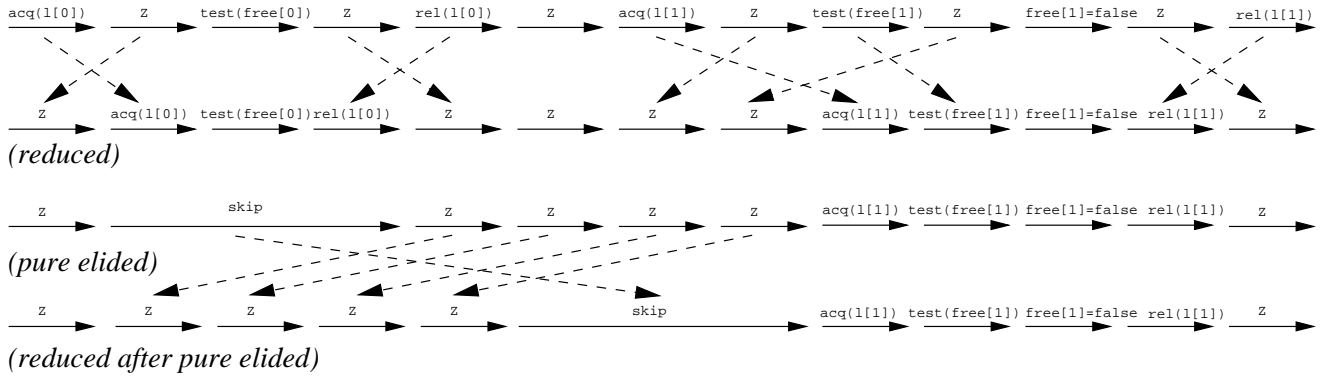 acq(l[0]) Z test(free[0]) Z rel(l[0]) Z acq(l[1]) Z test(free[1]) Z free[1]=false Z rel(l[1])
Z acq(l[0]) test(free[0]) rel(l[0]) Z Z Z Z acq(l[1]) test(free[1]) free[1]=false rel(l[1]) Z
(reduced)
Z skip Z Z Z Z acq(l[1]) test(free[1]) free[1]=false rel(l[1]) Z
(pure elided)
Z Z Z Z Z skip acq(l[1]) test(free[1]) free[1]=false rel(l[1]) Z
(reduced after pure elided)